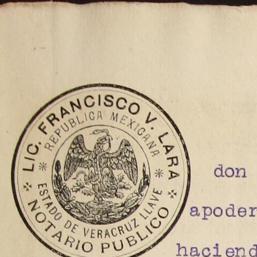 LIC. FRANCISCO V. LARA
REPUBLICA MEXICANA
ESTADO DE VERACRUZ LLAVE
NOTARIO PUBLICO
don
apoder
haciend